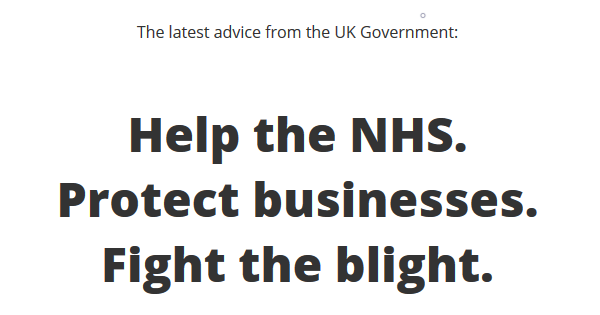 The latest advice from the UK Government:
Help the NHS.
Protect businesses.
Fight the blight.